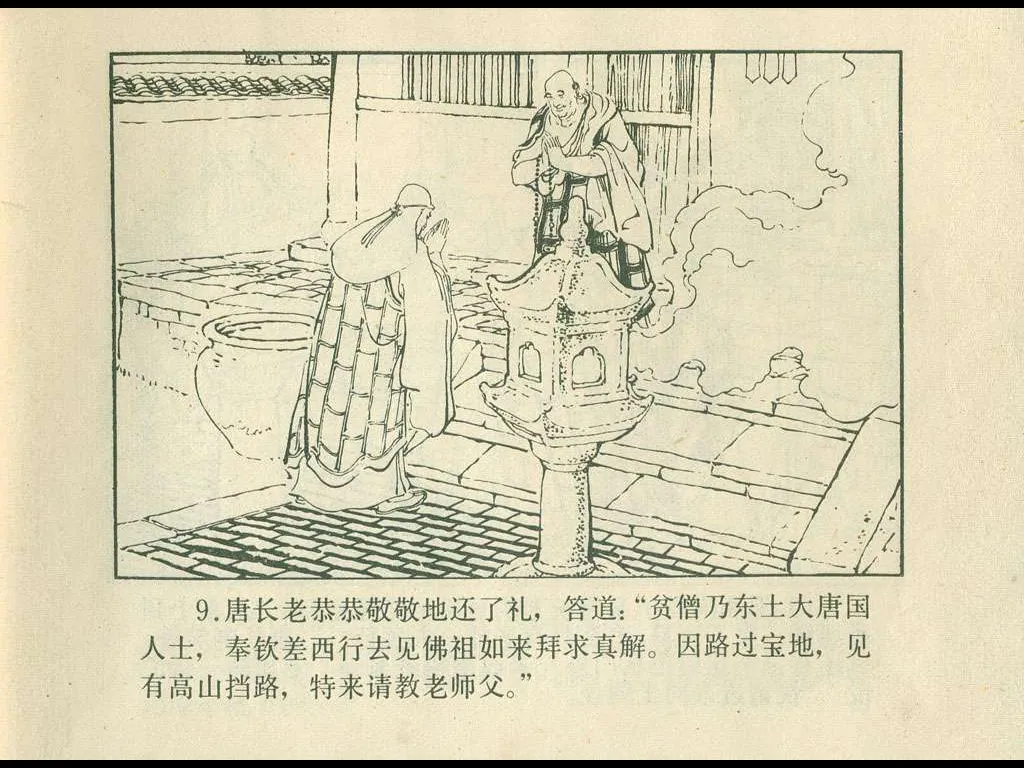 9.唐长老恭恭敬敬地还了礼，答道：“贫僧乃东土大唐国
人士，奉钦差西行去见佛祖如来拜求真解。因路过宝地，见
有高山挡路，特来请教老师父。”